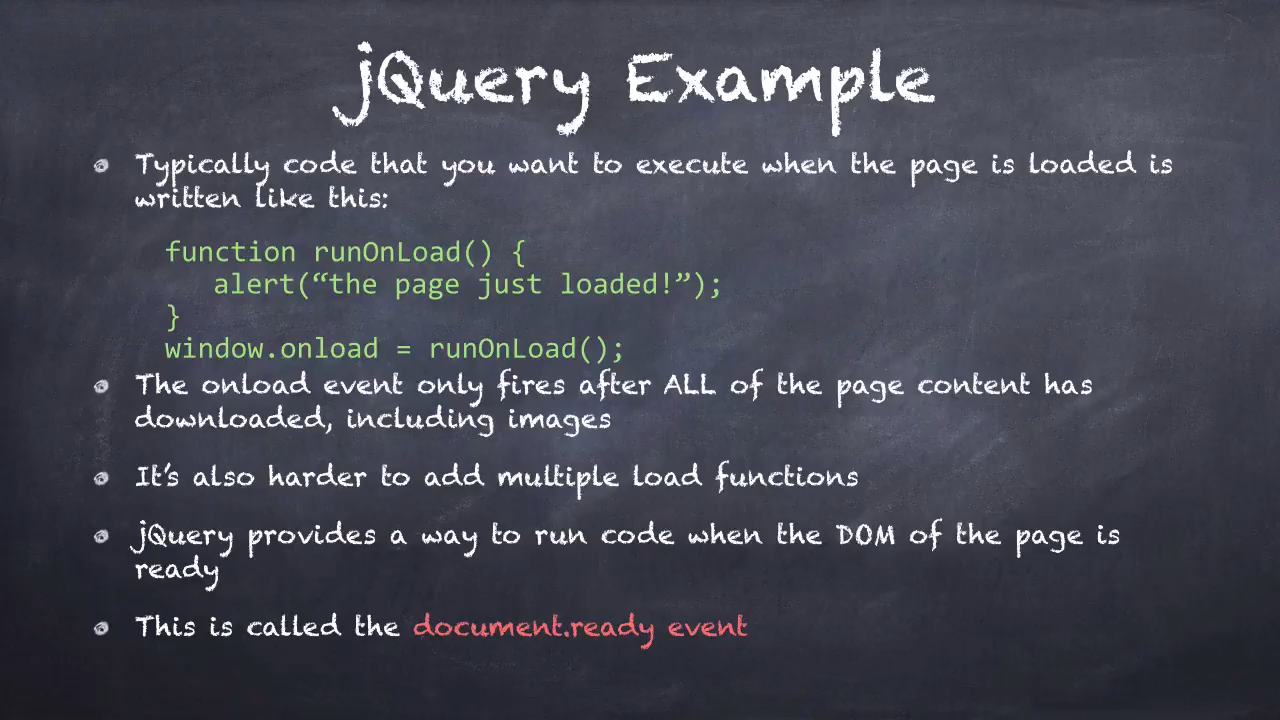 jQuery Example
Typically code that you want to execute when the page is loaded is
written like this:
function runOnLoad() {
alert(“the page just loaded!”);
}
window.onload = runOnLoad();
The onload event only fires after ALL of the page content has
downloaded, including images
It’s also harder to add multiple load functions
jQuery provides a way to run code when the DOM of the page is
ready
This is called the document.ready event